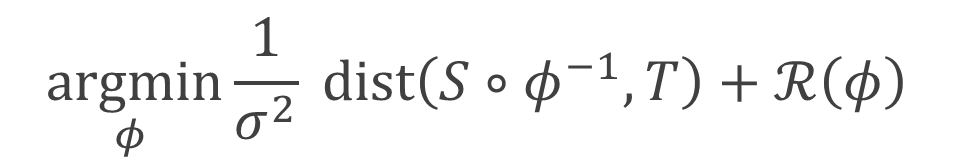 argmin_ϕ 1/σ² dist(S ∘ ϕ⁻¹, T) + ℛ(ϕ)